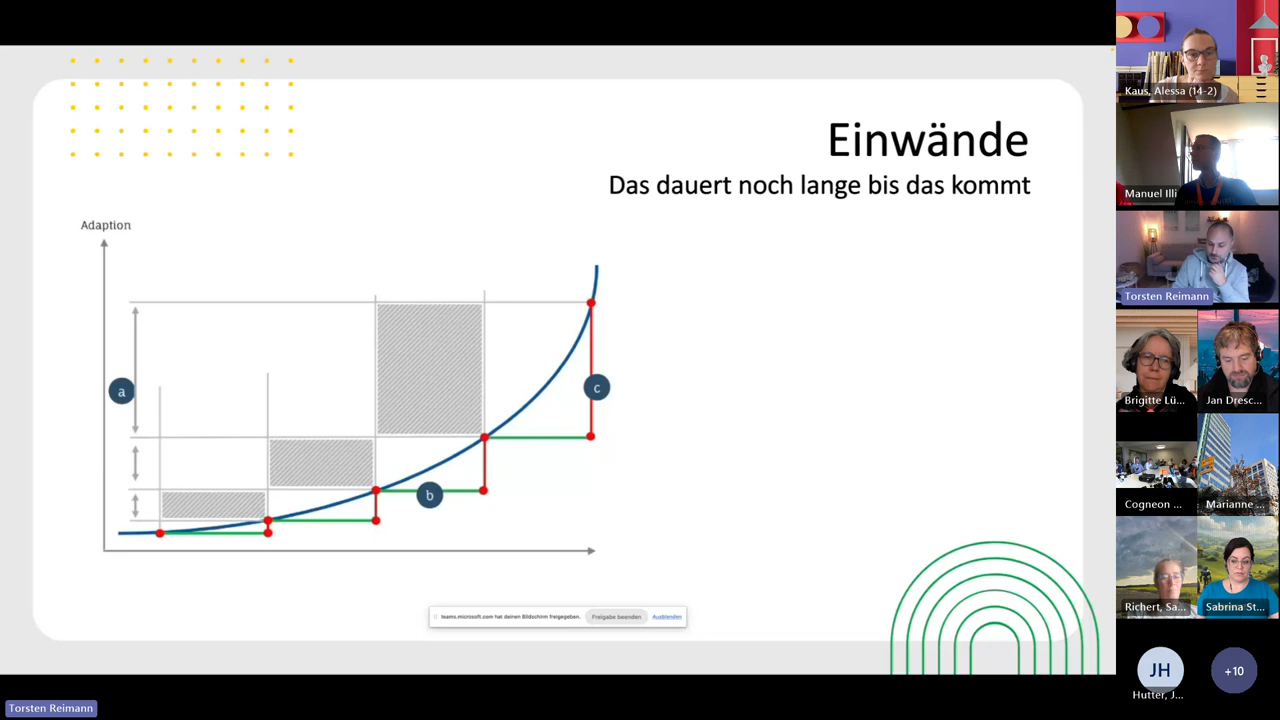 Einwände
Das dauert noch lange bis das kommt
Adaption
a
b
c
teams.microsoft.com hat deinen Bildschirm freigegeben.
Freigabe beenden
Ausblenden
Torsten Reimann
Kaus, Alessa (14-2)
Manuel Illi
Torsten Reimann
Brigitte Lü...
Jan Dresc...
Cogneon ...
Marianne ...
Richert, Sa...
Sabrina St...
JH
Hutter, J...
+10